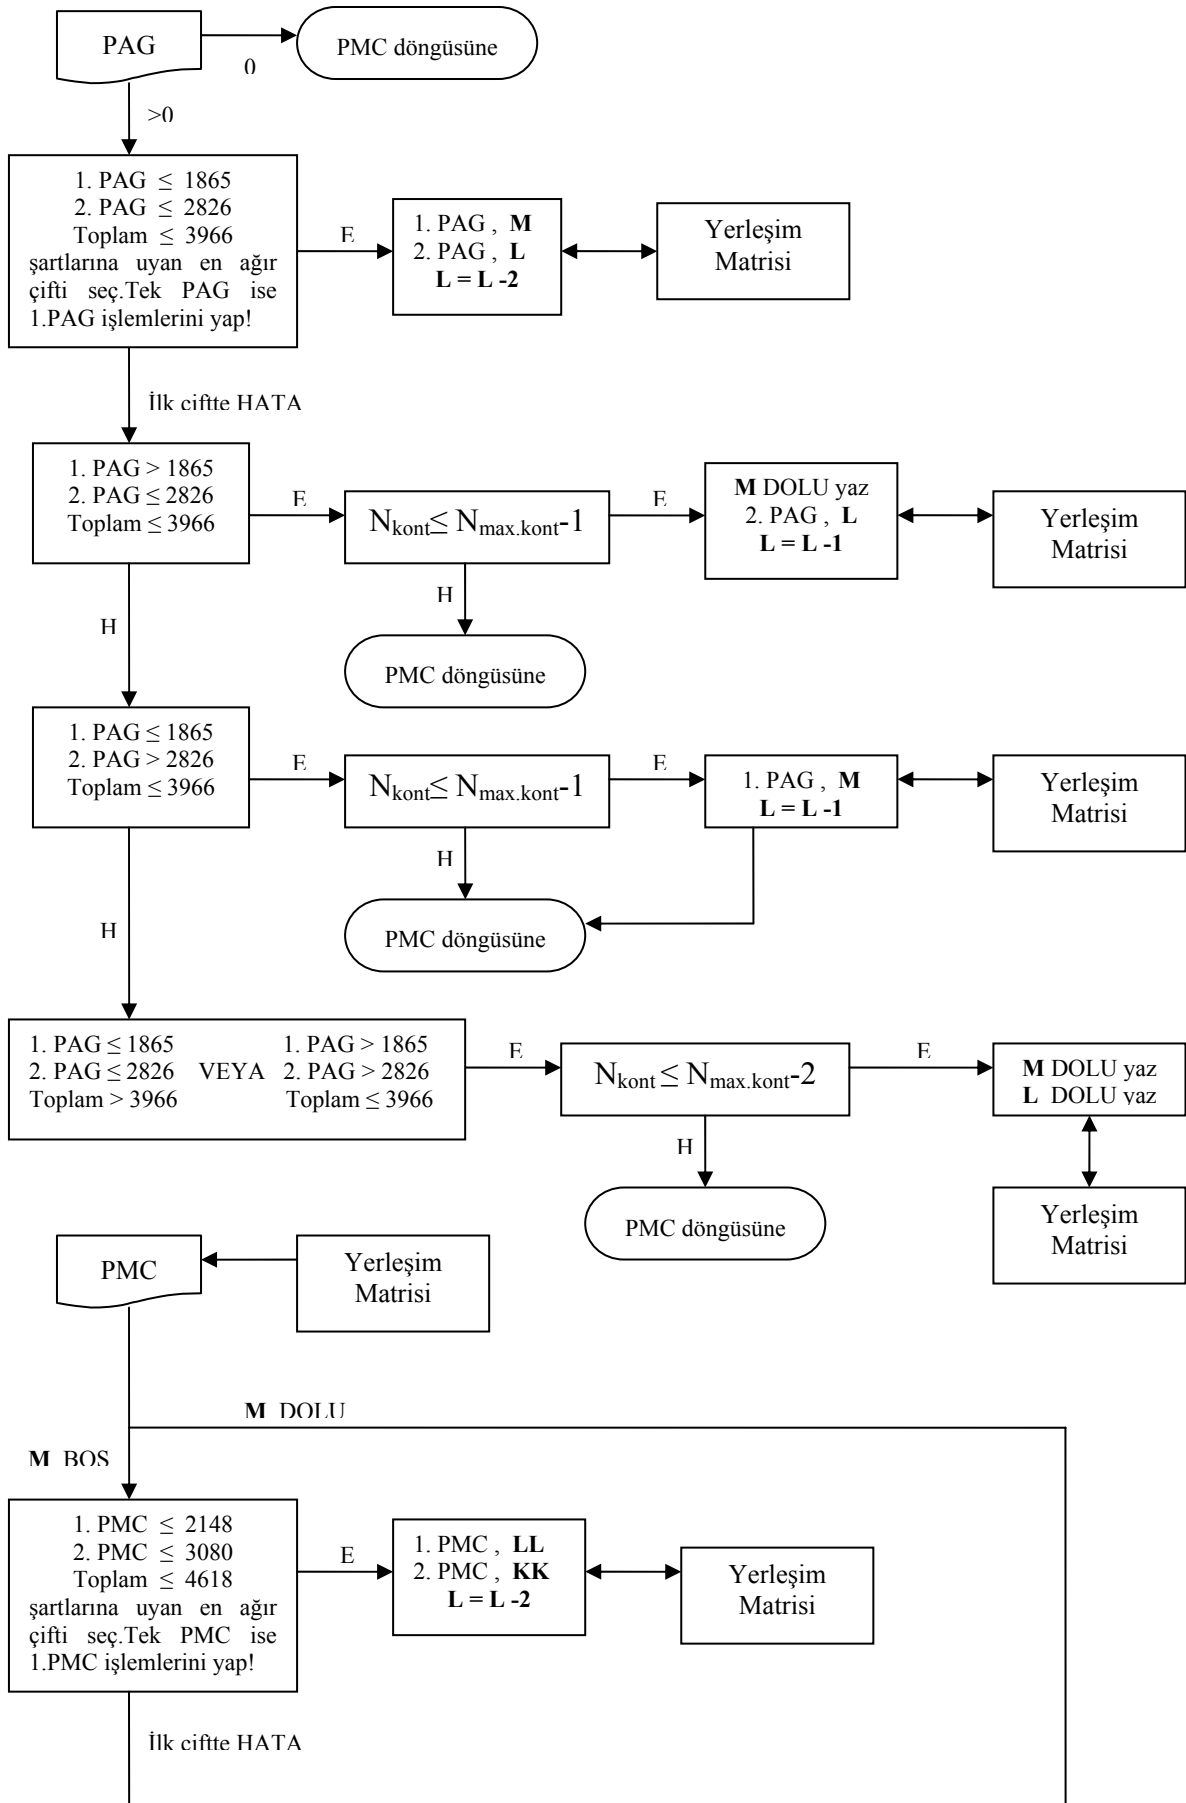 PAG
PMC döngüsüne
0
>0
1. PAG ≤ 1865
2. PAG ≤ 2826
Toplam ≤ 3966
şartlarına uyan en ağır
çifti seç.Tek PAG ise
1.PAG işlemlerini yap!
E
1. PAG , M
2. PAG , L
L = L -2
Yerleşim
Matrisi
İlk çiftte HATA
1. PAG > 1865
2. PAG ≤ 2826
Toplam ≤ 3966
E
Nkont≤ Nmax.kont-1
E
M DOLU yaz
2. PAG , L
L = L -1
Yerleşim
Matrisi
H
H
PMC döngüsüne
1. PAG ≤ 1865
2. PAG > 2826
Toplam ≤ 3966
E
Nkont≤ Nmax.kont-1
E
1. PAG , M
L = L -1
Yerleşim
Matrisi
H
H
PMC döngüsüne
1. PAG ≤ 1865 1. PAG > 1865
2. PAG ≤ 2826 VEYA 2. PAG > 2826
Toplam > 3966 Toplam ≤ 3966
E
Nkont ≤ Nmax.kont-2
E
M DOLU yaz
L DOLU yaz
H
PMC döngüsüne
Yerleşim
Matrisi
PMC
Yerleşim
Matrisi
M DOLU
M BOŞ
1. PMC ≤ 2148
2. PMC ≤ 3080
Toplam ≤ 4618
şartlarına uyan en ağır
çifti seç.Tek PMC ise
1.PMC işlemlerini yap!
E
1. PMC , LL
2. PMC , KK
L = L -2
Yerleşim
Matrisi
İlk çiftte HATA